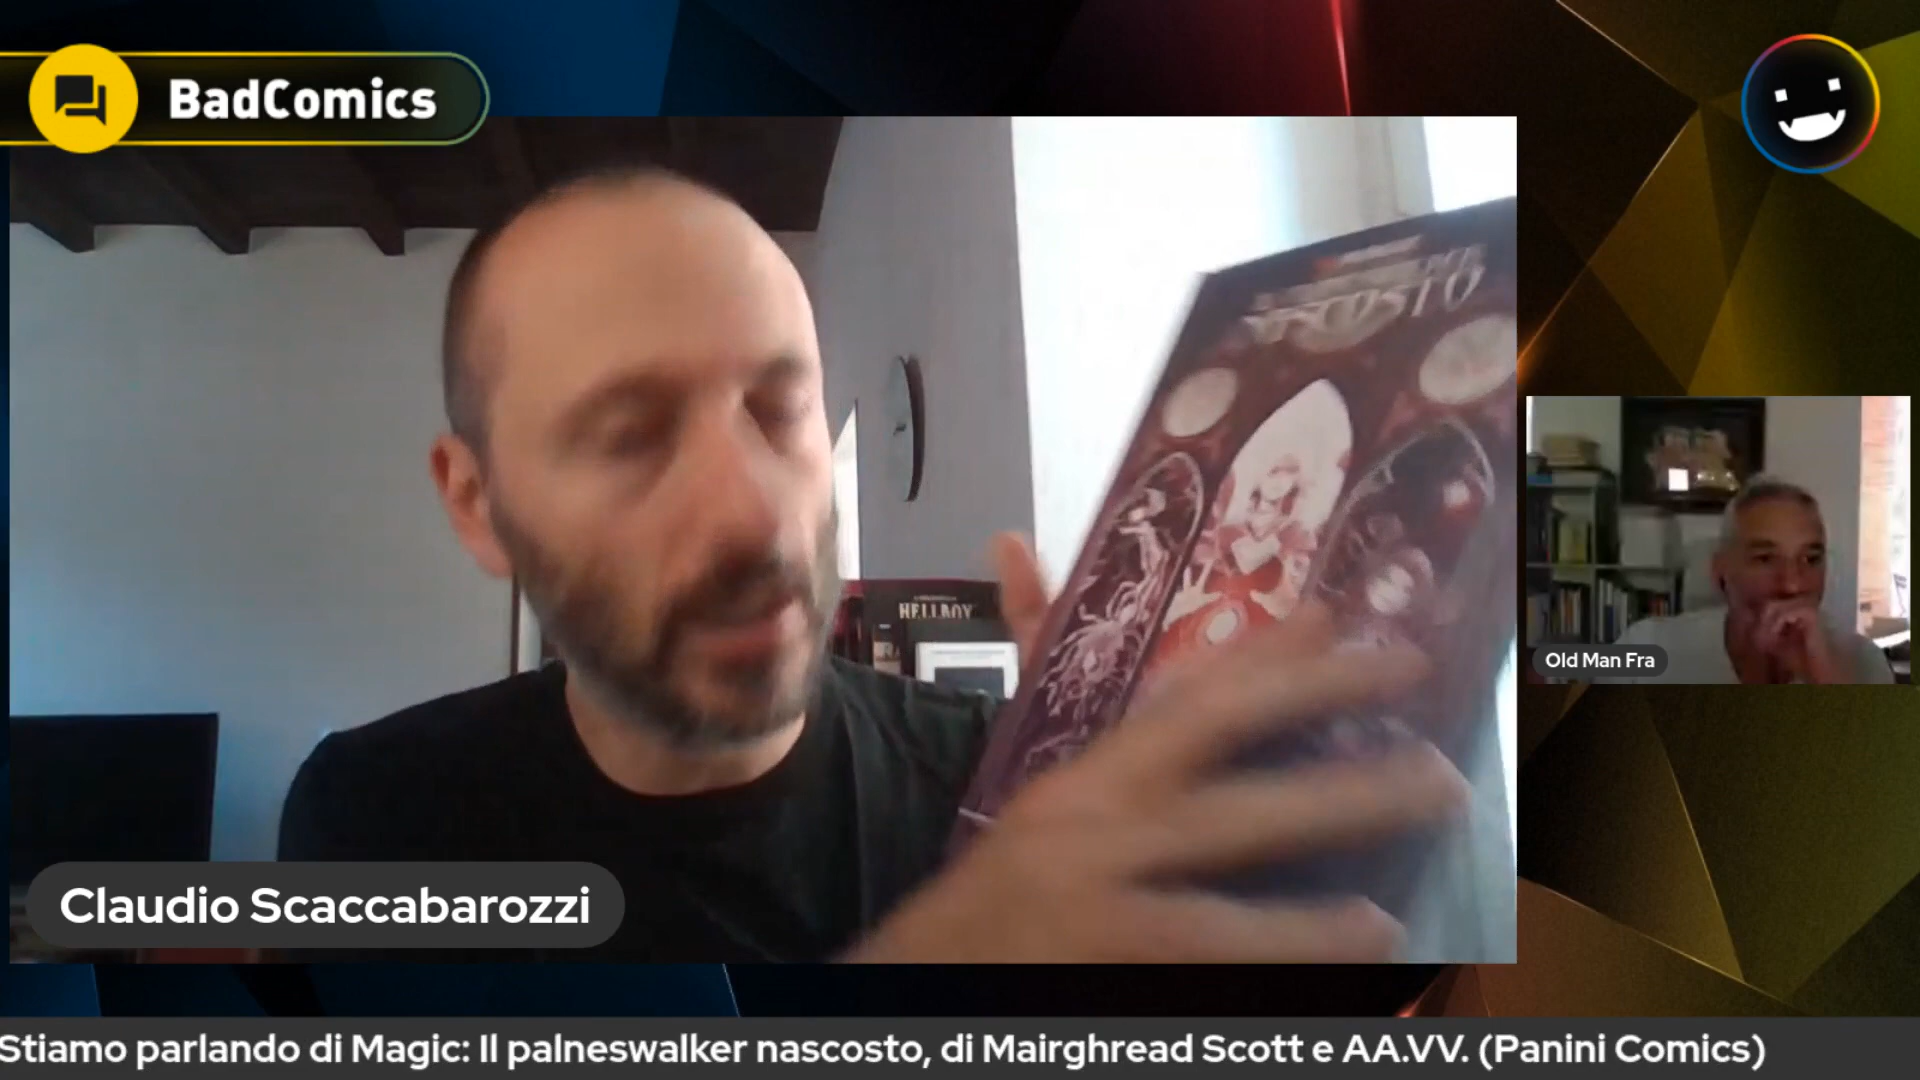 BadComics
NASCOSTO
HELLBOY
Old Man Fra
Claudio Scaccabarozzi
Stiamo parlando di Magic: Il palneswalker nascosto, di Mairghread Scott e AA.VV. (Panini Comics)